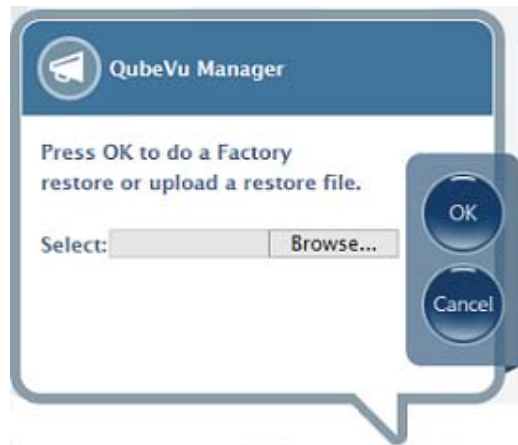 QubeVu Manager
Press OK to do a Factory
restore or upload a restore file.
Select:
Browse...
OK
Cancel